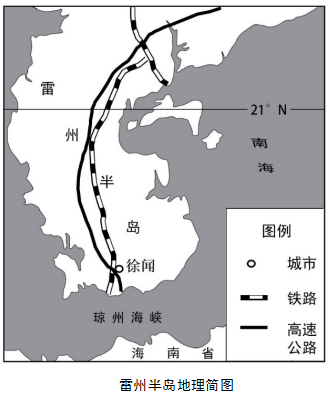 雷
州
半
岛
21°N
南
海
徐闻
琼州海峡
海南省
图例
城市
铁路
高速
公路
雷州半岛地理简图